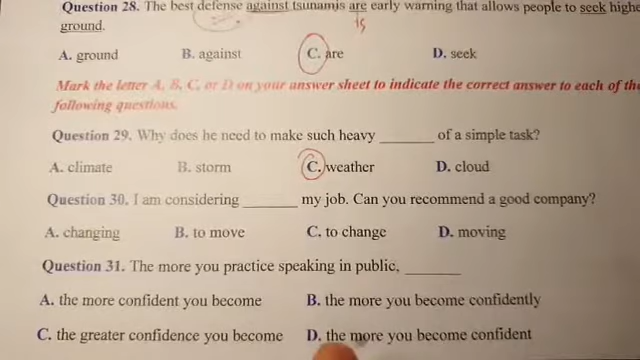 Question 28. The best defense against tsunamis are early warning that allows people to seek highe
is
ground.
A. ground B. against C. are D. seek
Mark the letter A, B, C, or D on your answer sheet to indicate the correct answer to each of the
following questions.
Question 29. Why does he need to make such heavy ______ of a simple task?
A. climate B. storm C. weather D. cloud
Question 30. I am considering ______ my job. Can you recommend a good company?
A. changing B. to move C. to change D. moving
Question 31. The more you practice speaking in public, ______
A. the more confident you become B. the more you become confidently
C. the greater confidence you become D. the more you become confident